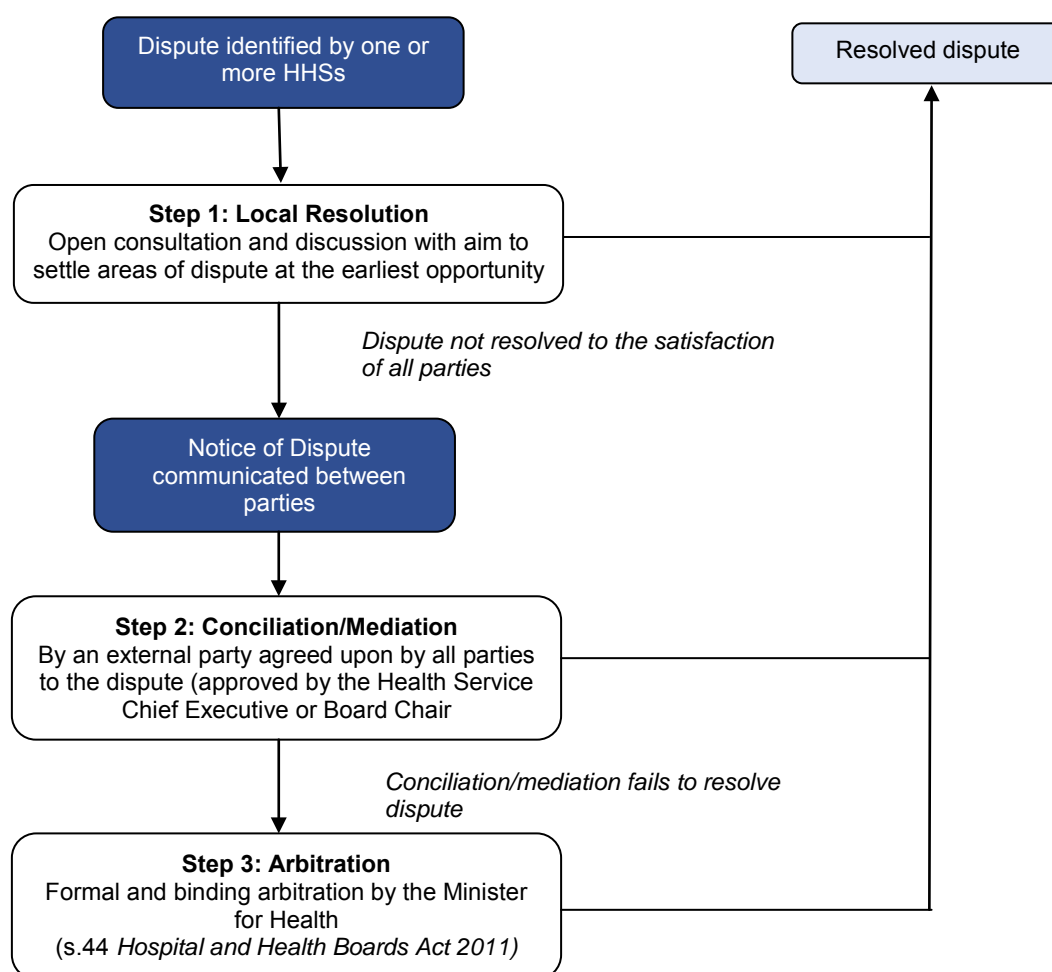 Dispute identified by one or
more HHSs
Resolved dispute
Step 1: Local Resolution
Open consultation and discussion with aim to
settle areas of dispute at the earliest opportunity
Dispute not resolved to the satisfaction
of all parties
Notice of Dispute
communicated between
parties
Step 2: Conciliation/Mediation
By an external party agreed upon by all parties
to the dispute (approved by the Health Service
Chief Executive or Board Chair
Conciliation/mediation fails to resolve
dispute
Step 3: Arbitration
Formal and binding arbitration by the Minister
for Health
(s.44 Hospital and Health Boards Act 2011)